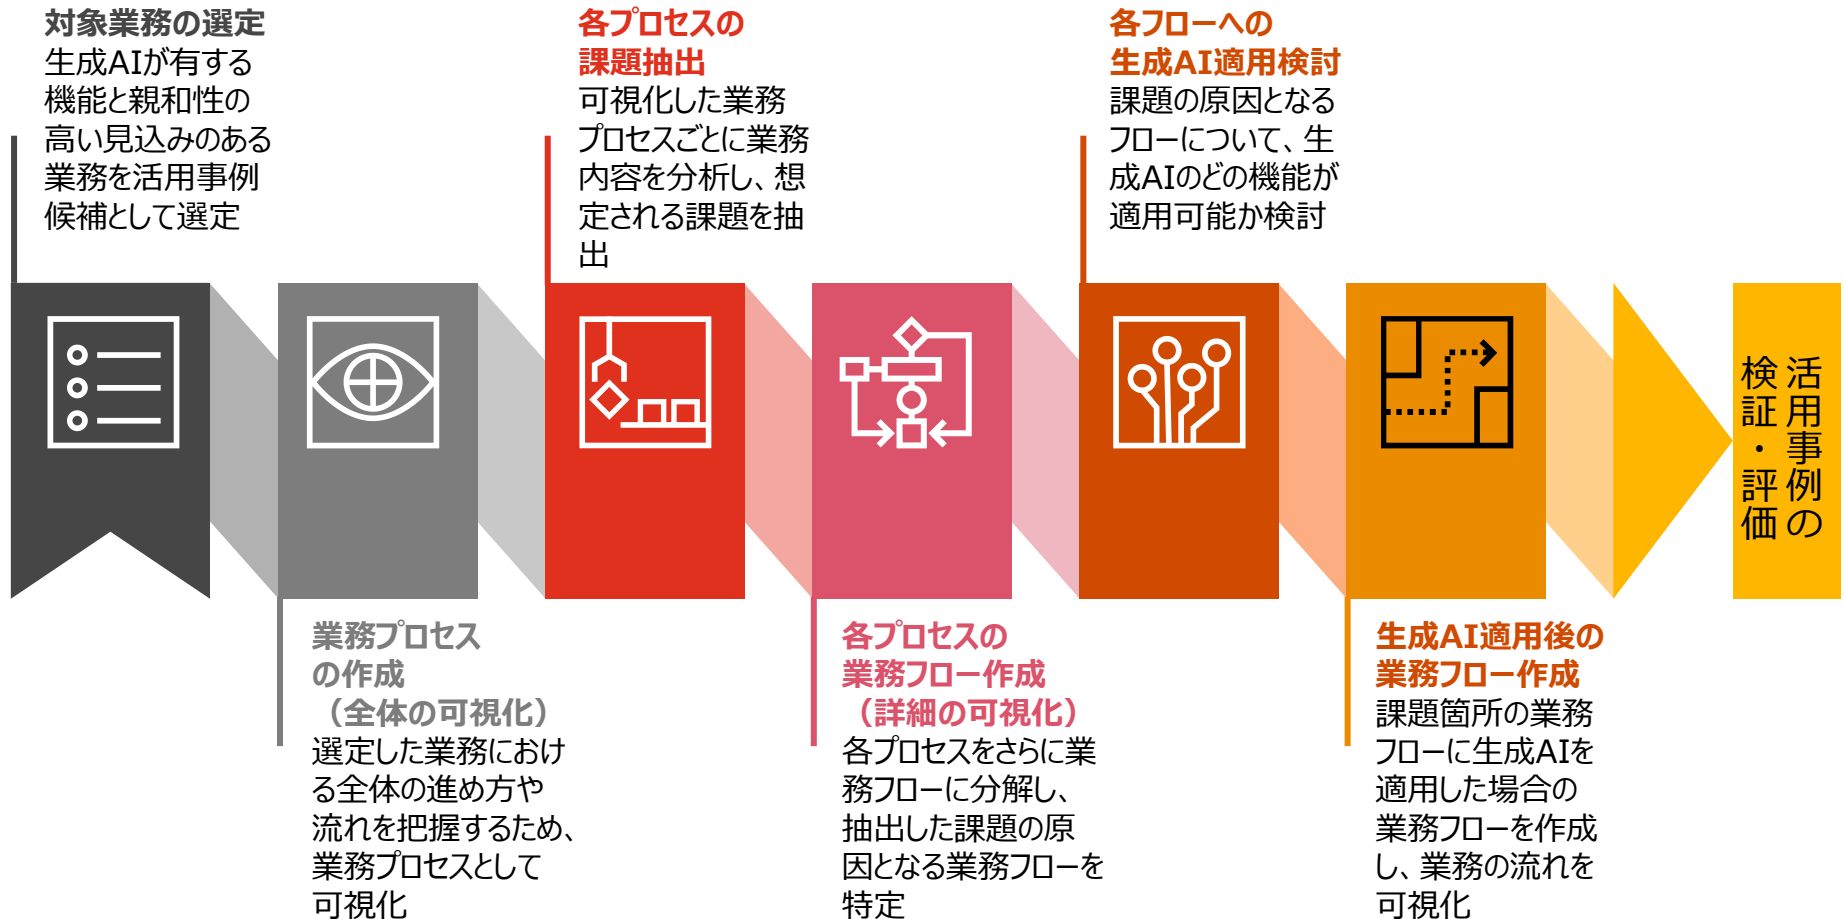 対象業務の選定
生成AIが有する
機能と親和性の
高い見込みのある
業務を活用事例
候補として選定
業務プロセス
の作成
（全体の可視化）
選定した業務におけ
る全体の進め方や
流れを把握するため、
業務プロセスとして
可視化
各プロセスの
課題抽出
可視化した業務
プロセスごとに業務
内容を分析し、想
定される課題を抽
出
各プロセスの
業務フロー作成
（詳細の可視化）
各プロセスをさらに業
務フローに分解し、
抽出した課題の原
因となる業務フローを
特定
各フローへの
生成AI適用検討
課題の原因となる
フローについて、生
成AIのどの機能が
適用可能か検討
生成AI適用後の
業務フロー作成
課題箇所の業務
フローに生成AIを
適用した場合の
業務フローを作成
し、業務の流れを
可視化
活用事例の
検証・評価